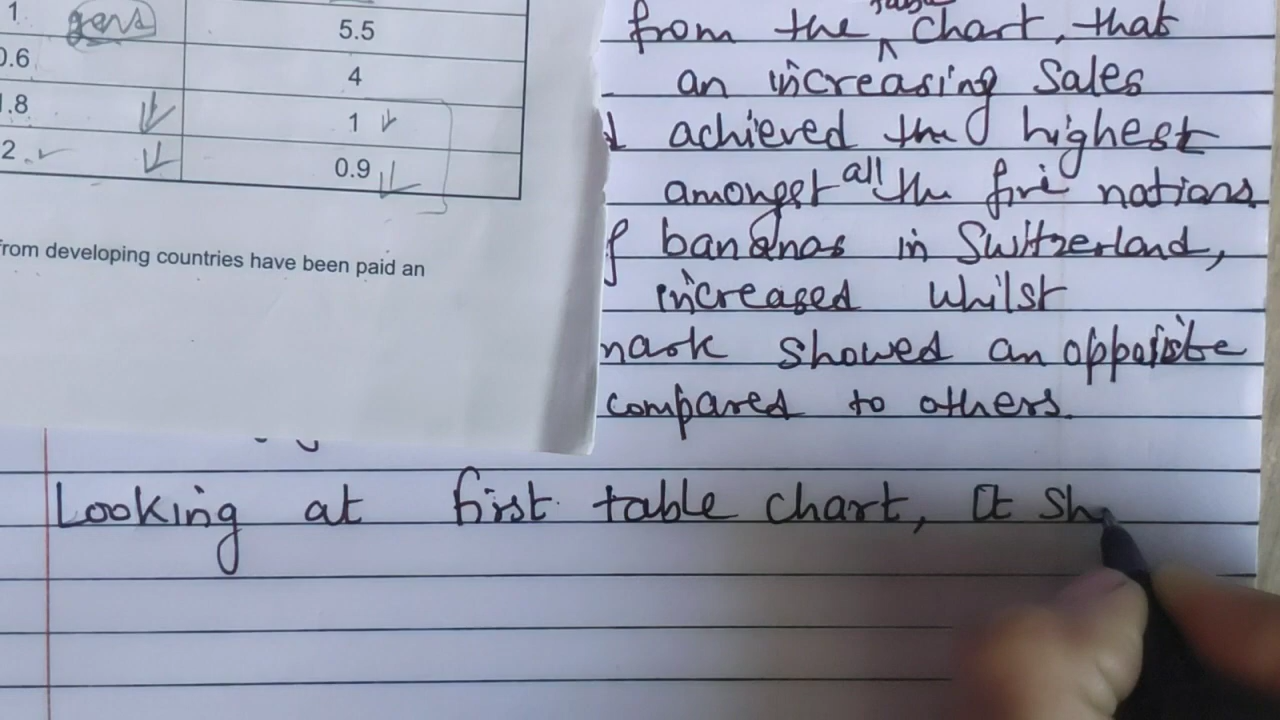 1 5.5
0.6 4
1.8 1
2 0.9
from developing countries have been paid an
from the table chart, that
an increasing Sales
achieved the highest
amongst all the five nations
bananas in Switzerland,
increased whilst
mark showed an opposite
compared to others.
Looking at first table chart, It Sh